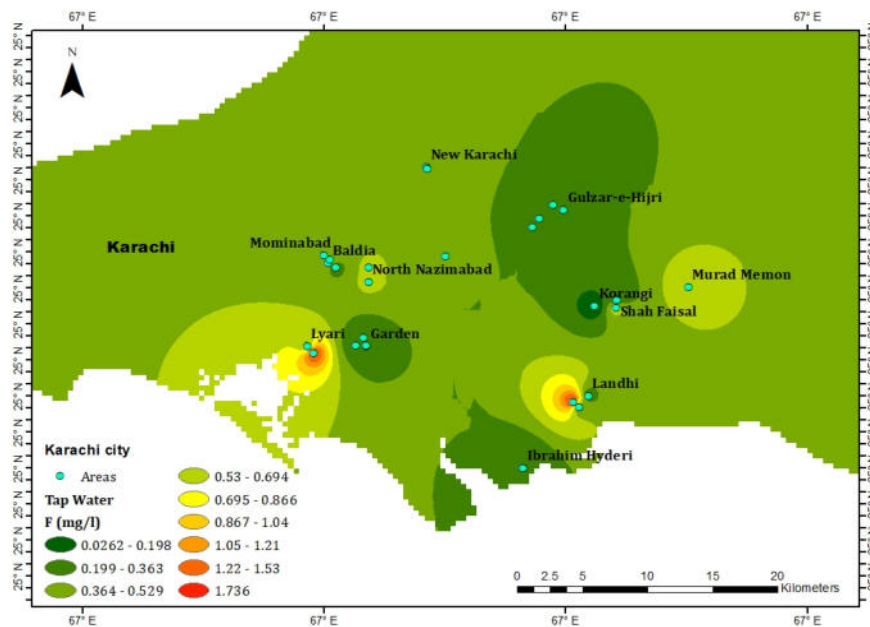 67° E 67° E 67° E 67° E
N
New Karachi
Gulzar-e-Hijri
Mominabad
Baldia
Karachi
North Nazimabad
Murad Memon
Korangi
Shah Faisal
Lyari
Garden
Landhi
Ibrahim Hyderi
Karachi city
Areas
Tap Water
F (mg/l)
0.0262 - 0.198
0.199 - 0.363
0.364 - 0.529
0.53 - 0.694
0.695 - 0.866
0.867 - 1.04
1.05 - 1.21
1.22 - 1.53
1.736
0 2.5 5 10 15 20
Kilometers
67° E 67° E 67° E 67° E